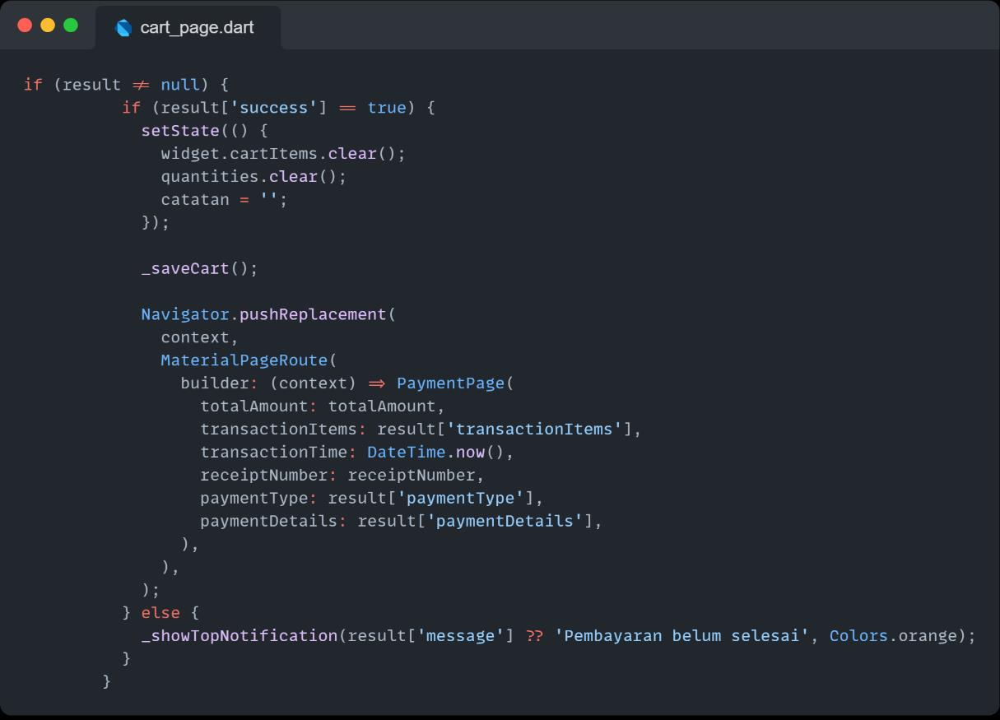 cart_page.dart
if (result != null) {
          if (result['success'] == true) {
            setState(() {
              widget.cartItems.clear();
              quantities.clear();
              catatan = '';
            });

            _saveCart();

            Navigator.pushReplacement(
              context,
              MaterialPageRoute(
                builder: (context) => PaymentPage(
                  totalAmount: totalAmount,
                  transactionItems: result['transactionItems'],
                  transactionTime: DateTime.now(),
                  receiptNumber: receiptNumber,
                  paymentType: result['paymentType'],
                  paymentDetails: result['paymentDetails'],
                ),
              ),
            );
          } else {
            _showTopNotification(result['message'] ?? 'Pembayaran belum selesai', Colors.orange);
          }
        }